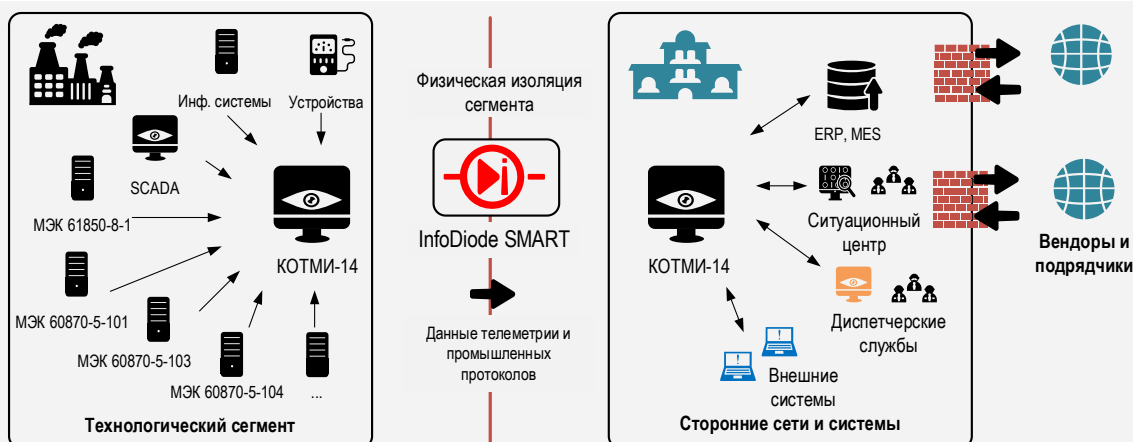 Инф. системы
Устройства
SCADA
МЭК 61850-8-1
КОТМИ-14
МЭК 60870-5-101
МЭК 60870-5-103
МЭК 60870-5-104
...
Технологический сегмент
Физическая изоляция
сегмента
InfoDiode SMART
Данные телеметрии и
промышленных
протоколов
ERP, MES
КОТМИ-14
Ситуационный
центр
Диспетчерские
службы
Внешние
системы
Сторонние сети и системы
Вендоры и
подрядчики